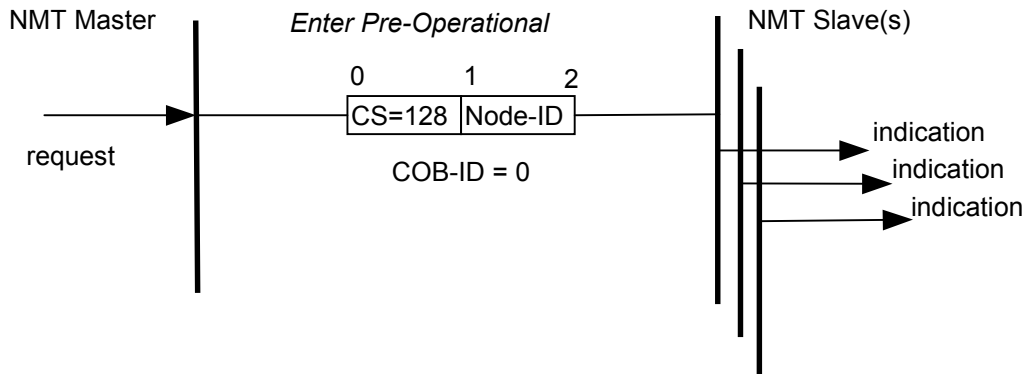 NMT Master
Enter Pre-Operational
NMT Slave(s)
0 1 2
CS=128 Node-ID
request
COB-ID = 0
indication
indication
indication